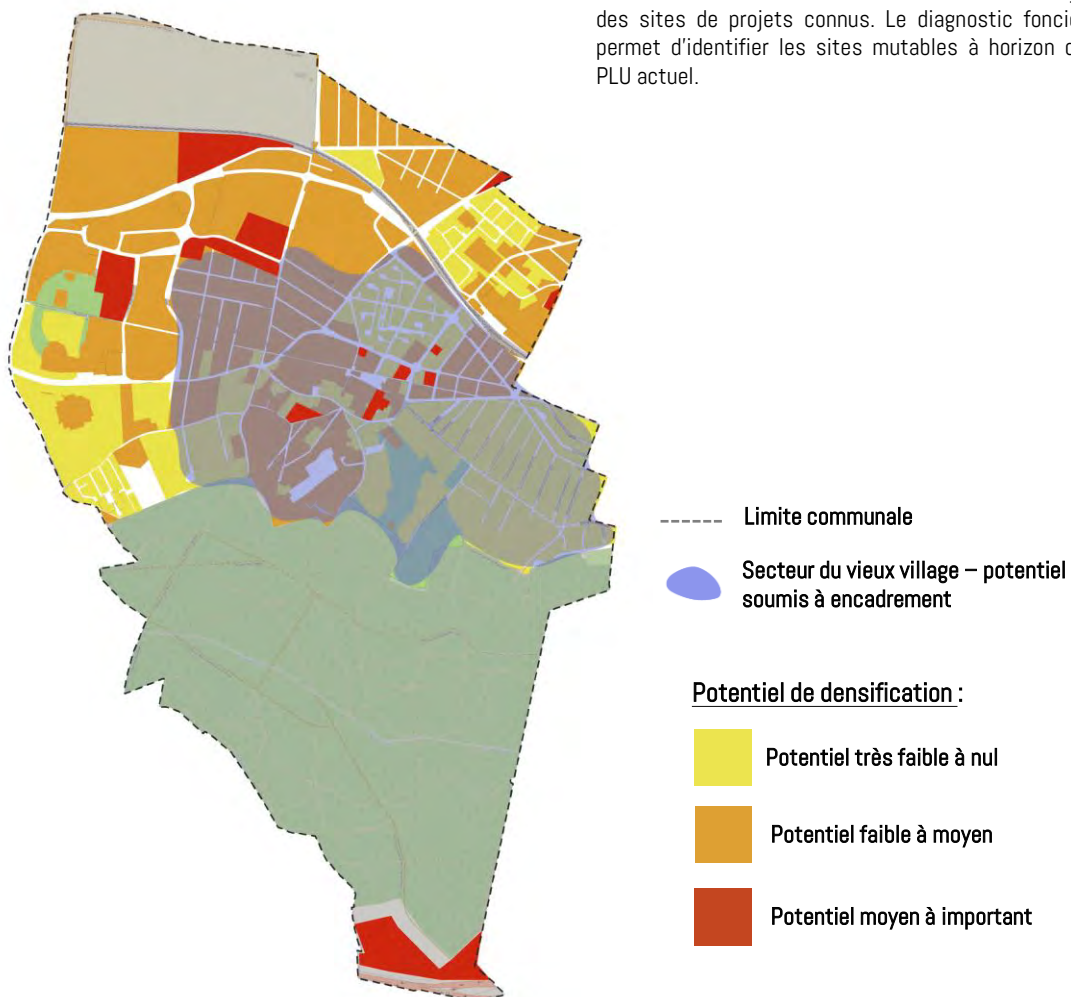 des sites de projets connus. Le diagnostic foncier
permet d'identifier les sites mutables à horizon
PLU actuel.
Limite communale
Secteur du vieux village – potentiel
soumis à encadrement
Potentiel de densification :
Potentiel très faible à nul
Potentiel faible à moyen
Potentiel moyen à important